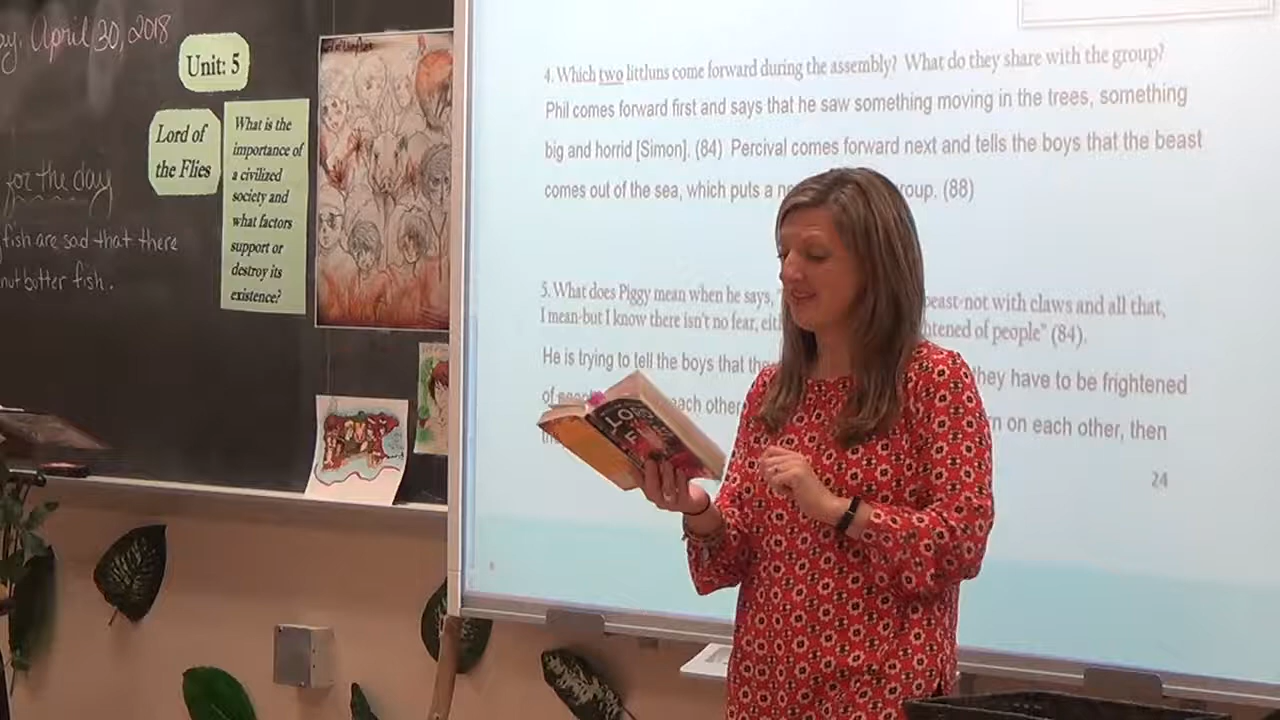 ay: April 30, 2018
Unit: 5
Lord of
the Flies
What is the
importance of
a civilized
society and
what factors
support or
destroy its
existence?
for the day
fish are sad that there
nut butter fish.
4. Which two littluns come forward during the assembly? What do they share with the group?
Phil comes forward first and says that he saw something moving in the trees, something
big and horrid [Simon]. (84) Percival comes forward next and tells the boys that the beast
comes out of the sea, which puts a roup. (88)
5. What does Piggy mean when he says, beast-not with claws and all that,
I mean-but I know there isn't no fear, htened of people" (84).
He is trying to tell the boys that they have to be frightened
of each other on each other, then
24
LO
F